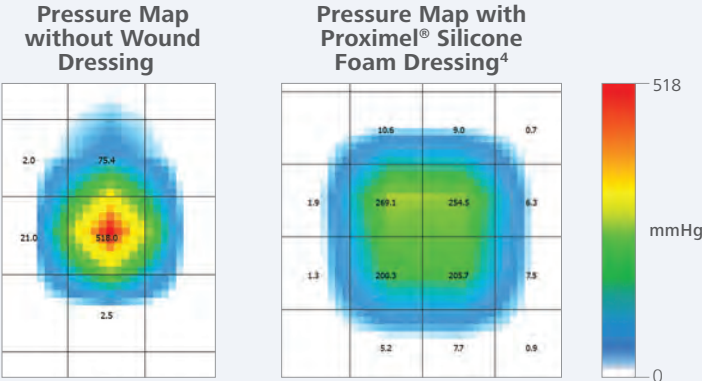 Pressure Map
without Wound
Dressing
2.0 75.4
21.0 518.0
2.5
Pressure Map with
Proximel® Silicone
Foam Dressing⁴
10.6 9.0 0.7
1.9 269.1 254.5 6.3
1.3 200.3 205.7 7.5
5.2 7.7 0.9
518
mmHg
0